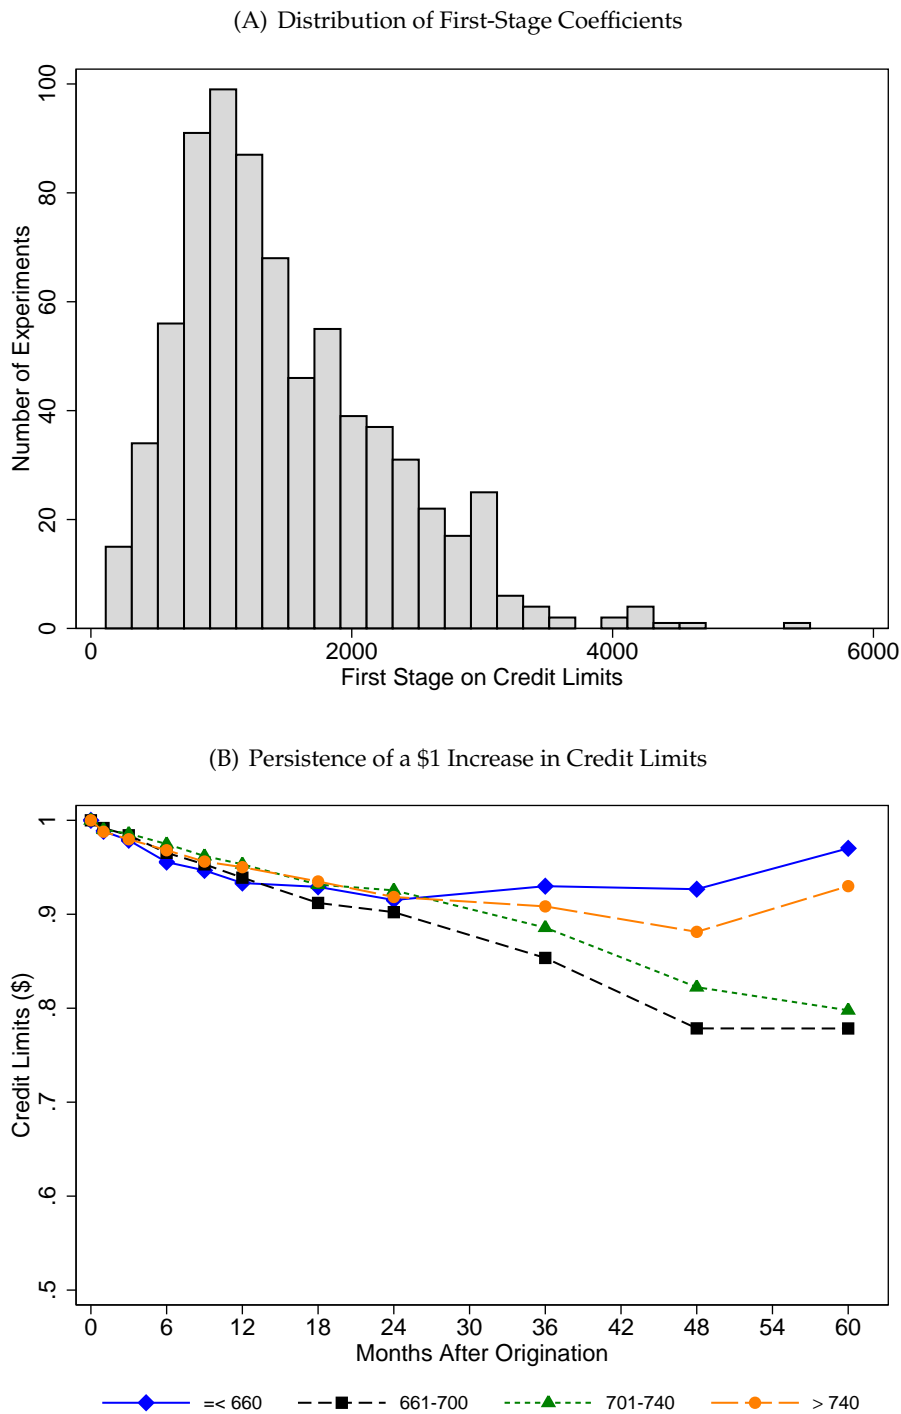 (A) Distribution of First-Stage Coefficients
100
80
60
40
20
0
Number of Experiments
0 2000 4000 6000
First Stage on Credit Limits
(B) Persistence of a $1 Increase in Credit Limits
1
.9
.8
.7
.6
.5
Credit Limits ($)
0 6 12 18 24 30 36 42 48 54 60
Months After Origination
=< 660 661-700 701-740 > 740